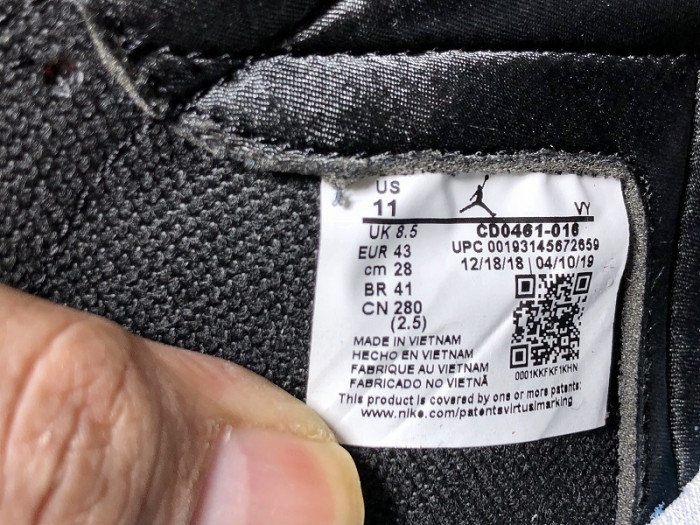 US
11
VY
UK 8.5
CD0461-016
EUR 43
UPC 00193145672659
cm 28
12/18/18 04/10/19
BR 41
CN 280
(2.5)
MADE IN VIETNAM
HECHO EN VIETNAM
0001KKFKF1KHN
FABRIQUE AU VIETNAM
FABRICADO NO VIETNÃ
This product is covered by one or more patents:
www.nike.com/patentsvirtualmarking